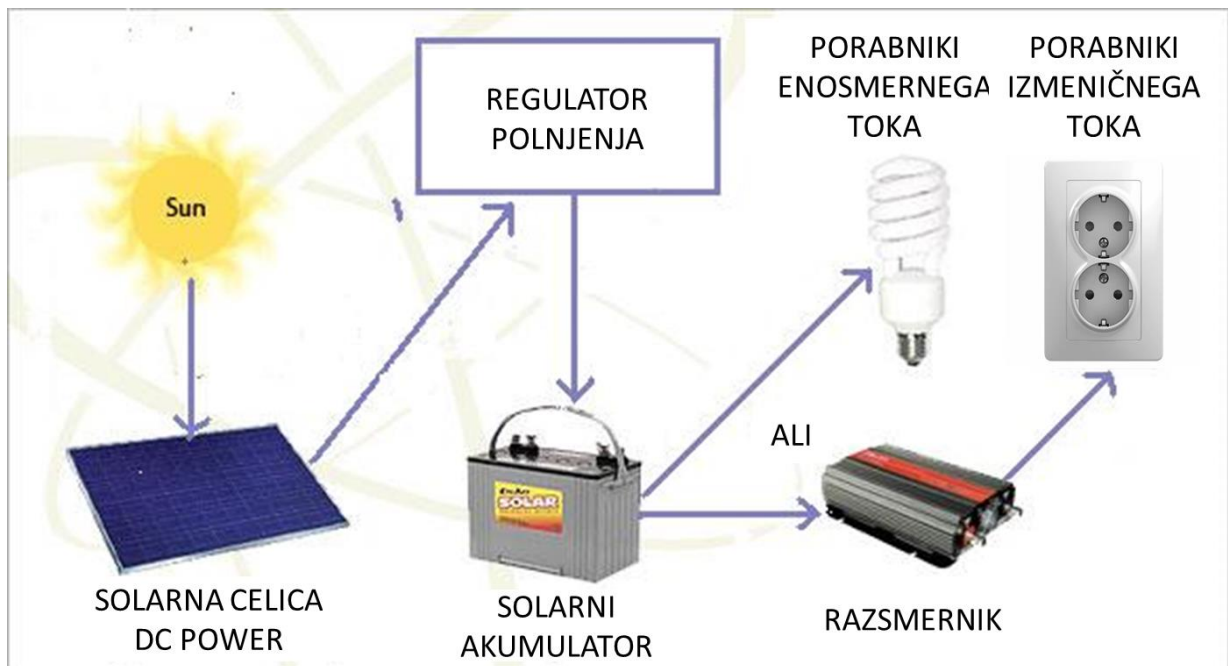 REGULATOR
POLNJENJA
PORABNIKI
ENOSMERNEGA
TOKA
PORABNIKI
IZMENIČNEGA
TOKA
Sun
ALI
SOLAR
SOLARNA CELICA
DC POWER
SOLARNI
AKUMULATOR
RAZSMERNIK